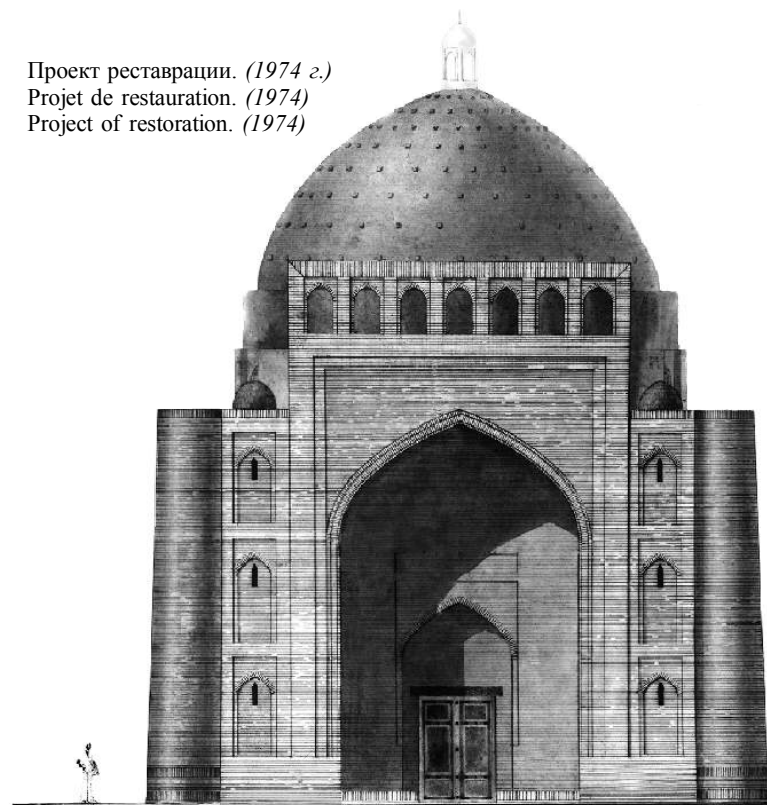 Проект реставрации. (1974 г.)
Projet de restauration. (1974)
Project of restoration. (1974)